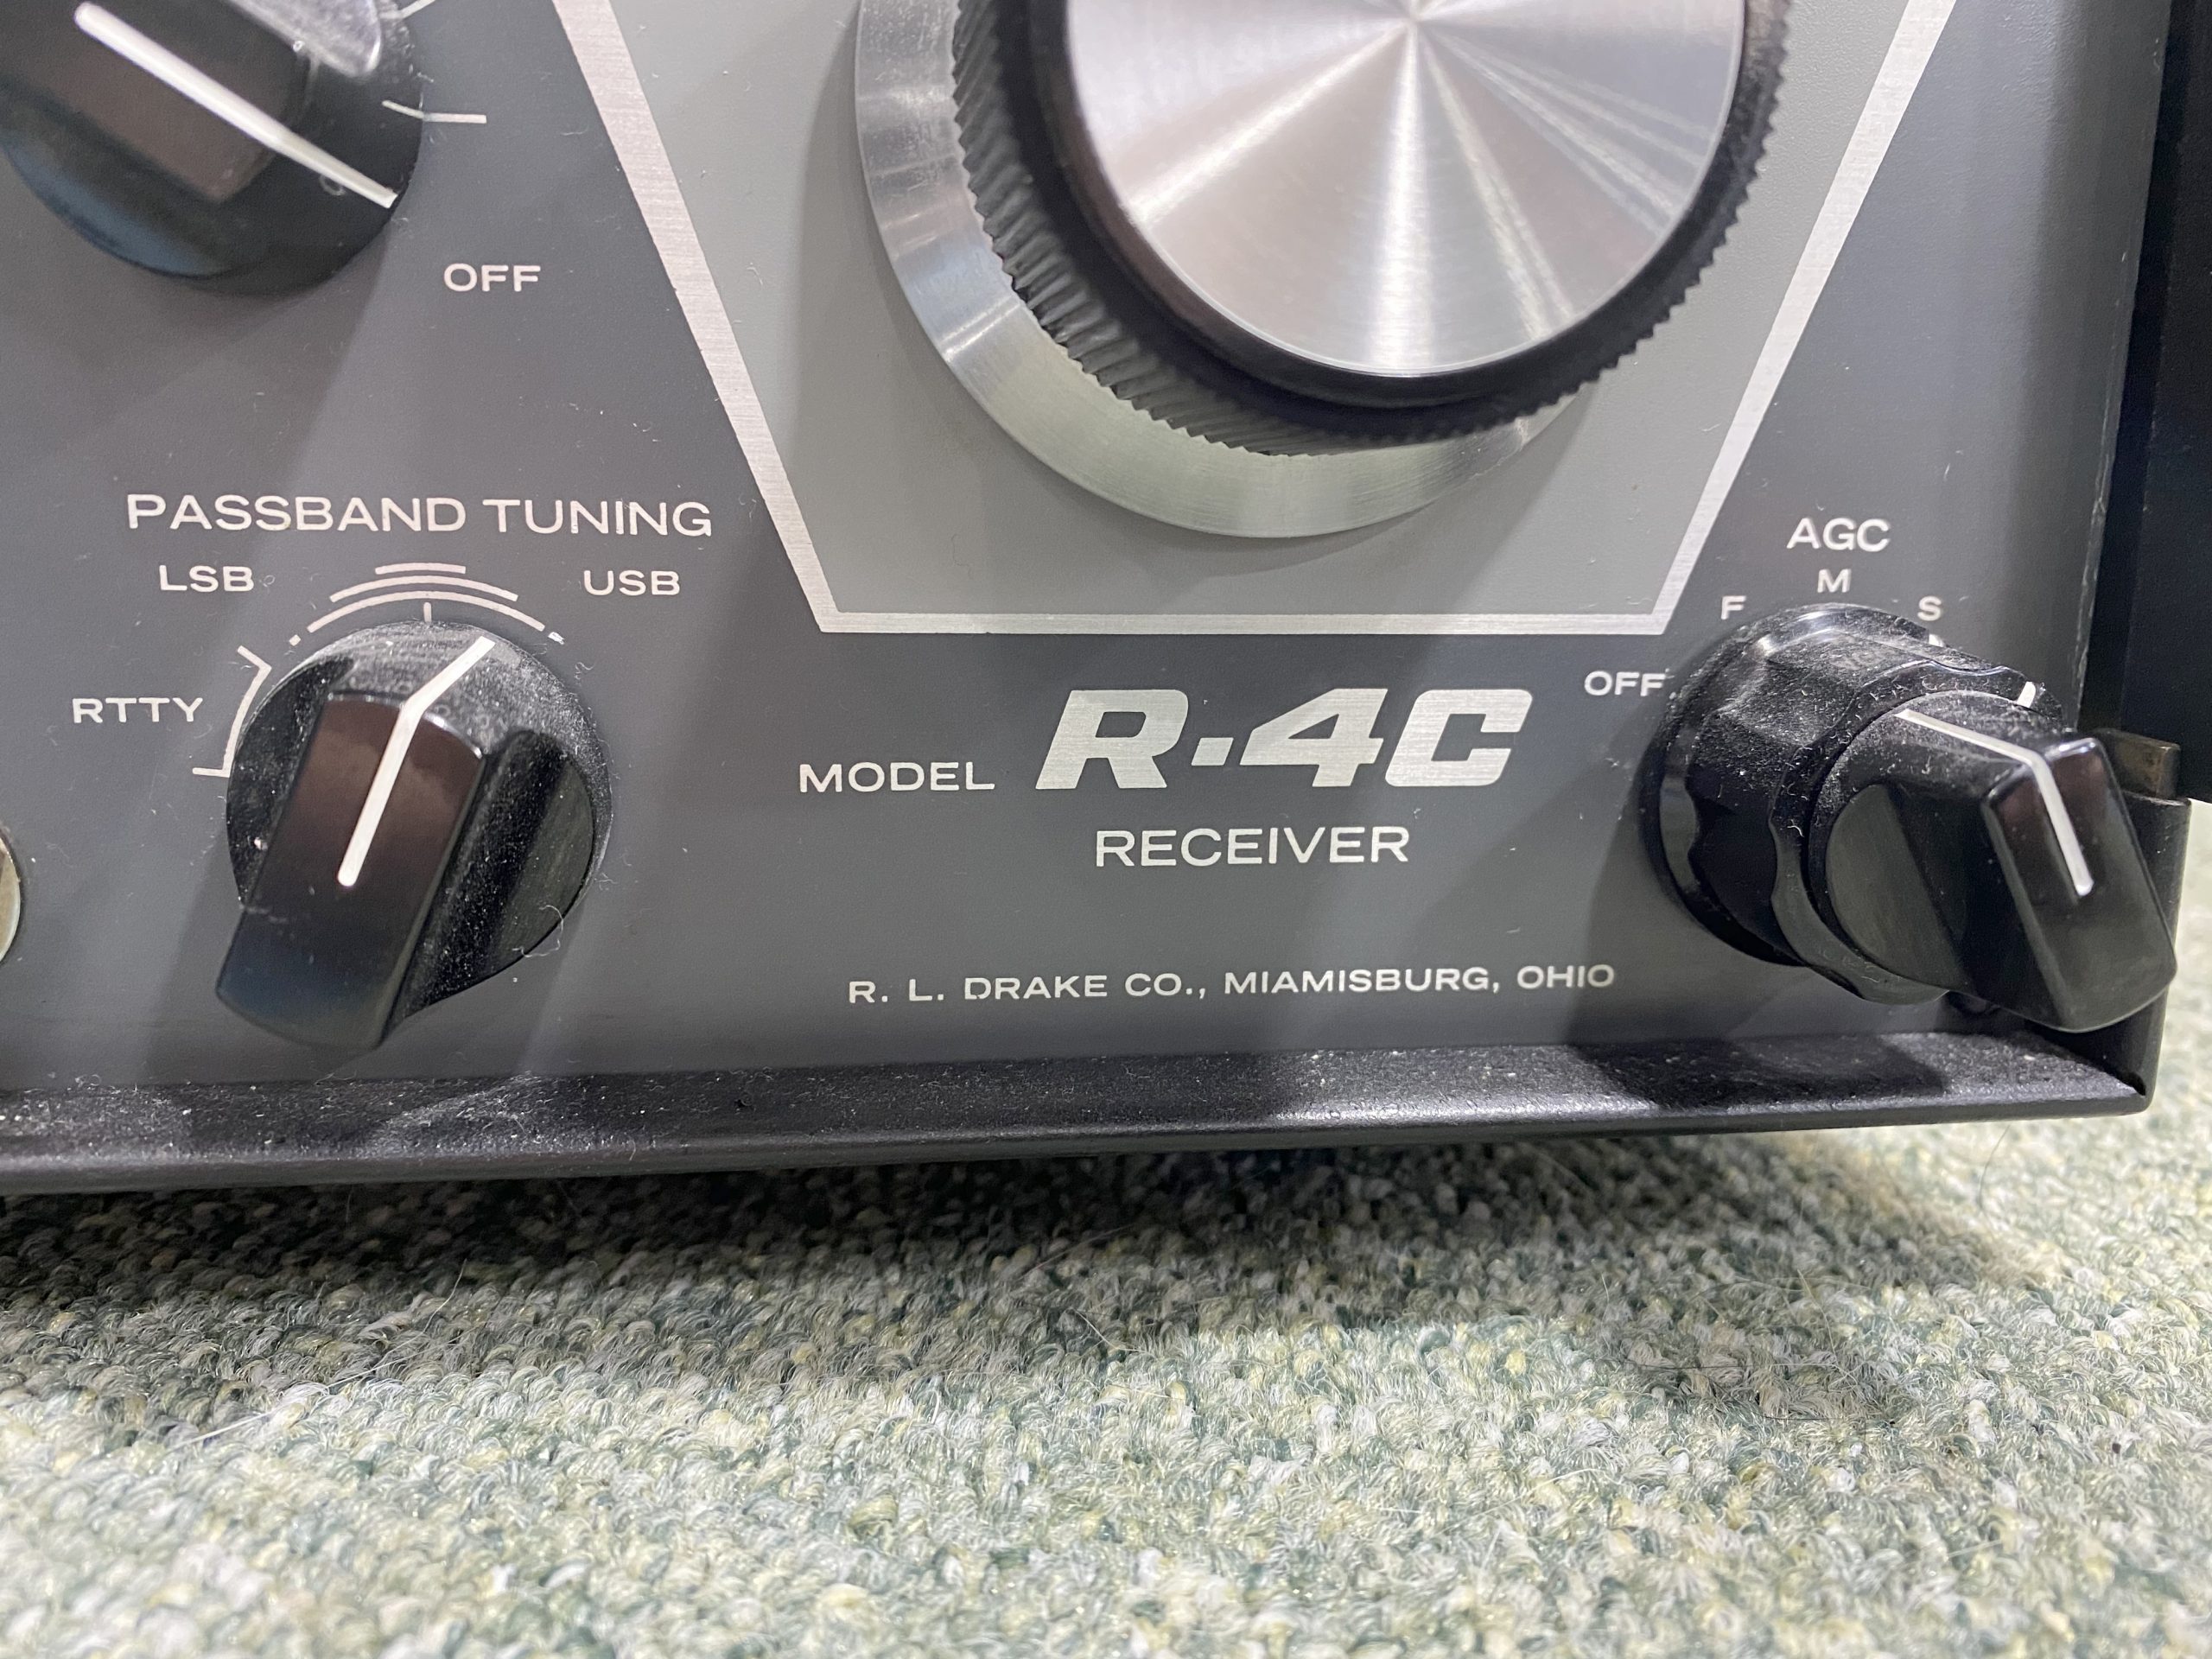 OFF
PASSBAND TUNING
LSB USB
RTTY
AGC
M
F S
OFF
MODEL R-4C
RECEIVER
R. L. DRAKE CO., MIAMISBURG, OHIO